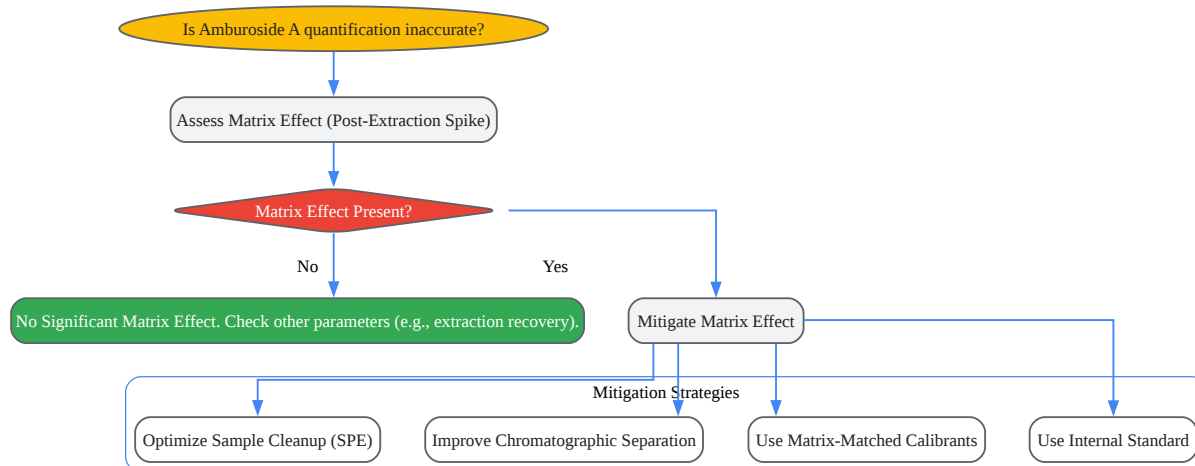 Is Amburoside A quantification inaccurate?
Assess Matrix Effect (Post-Extraction Spike)
Matrix Effect Present?
No
Yes
No Significant Matrix Effect. Check other parameters (e.g., extraction recovery).
Mitigate Matrix Effect
Mitigation Strategies
Optimize Sample Cleanup (SPE)
Improve Chromatographic Separation
Use Matrix-Matched Calibrants
Use Internal Standard